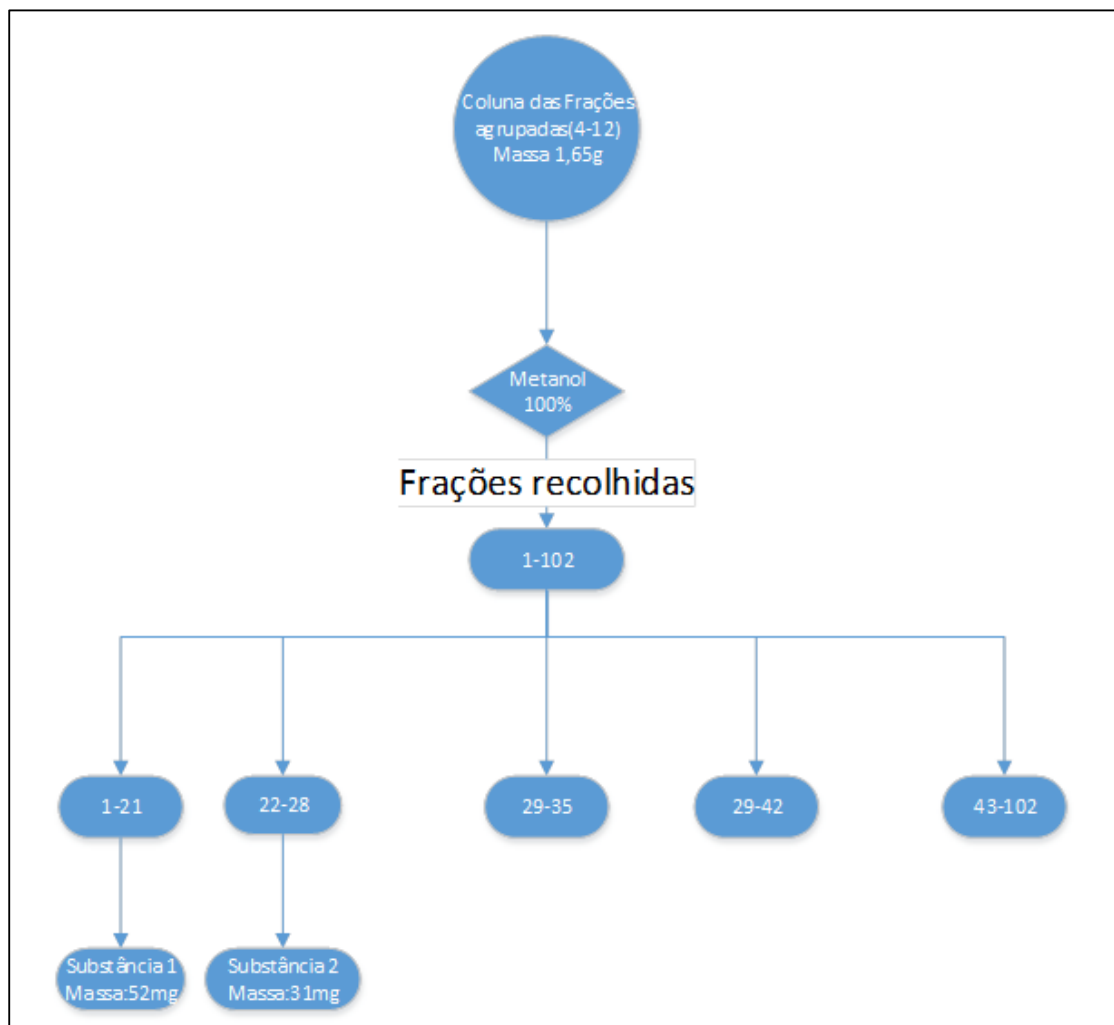 Coluna das Frações
agrupadas(4-12)
Massa 1,65g
Metanol
100%
Frações recolhidas
1-102
1-21
22-28
29-35
29-42
43-102
Substância 1
Massa:52mg
Substância 2
Massa:31mg